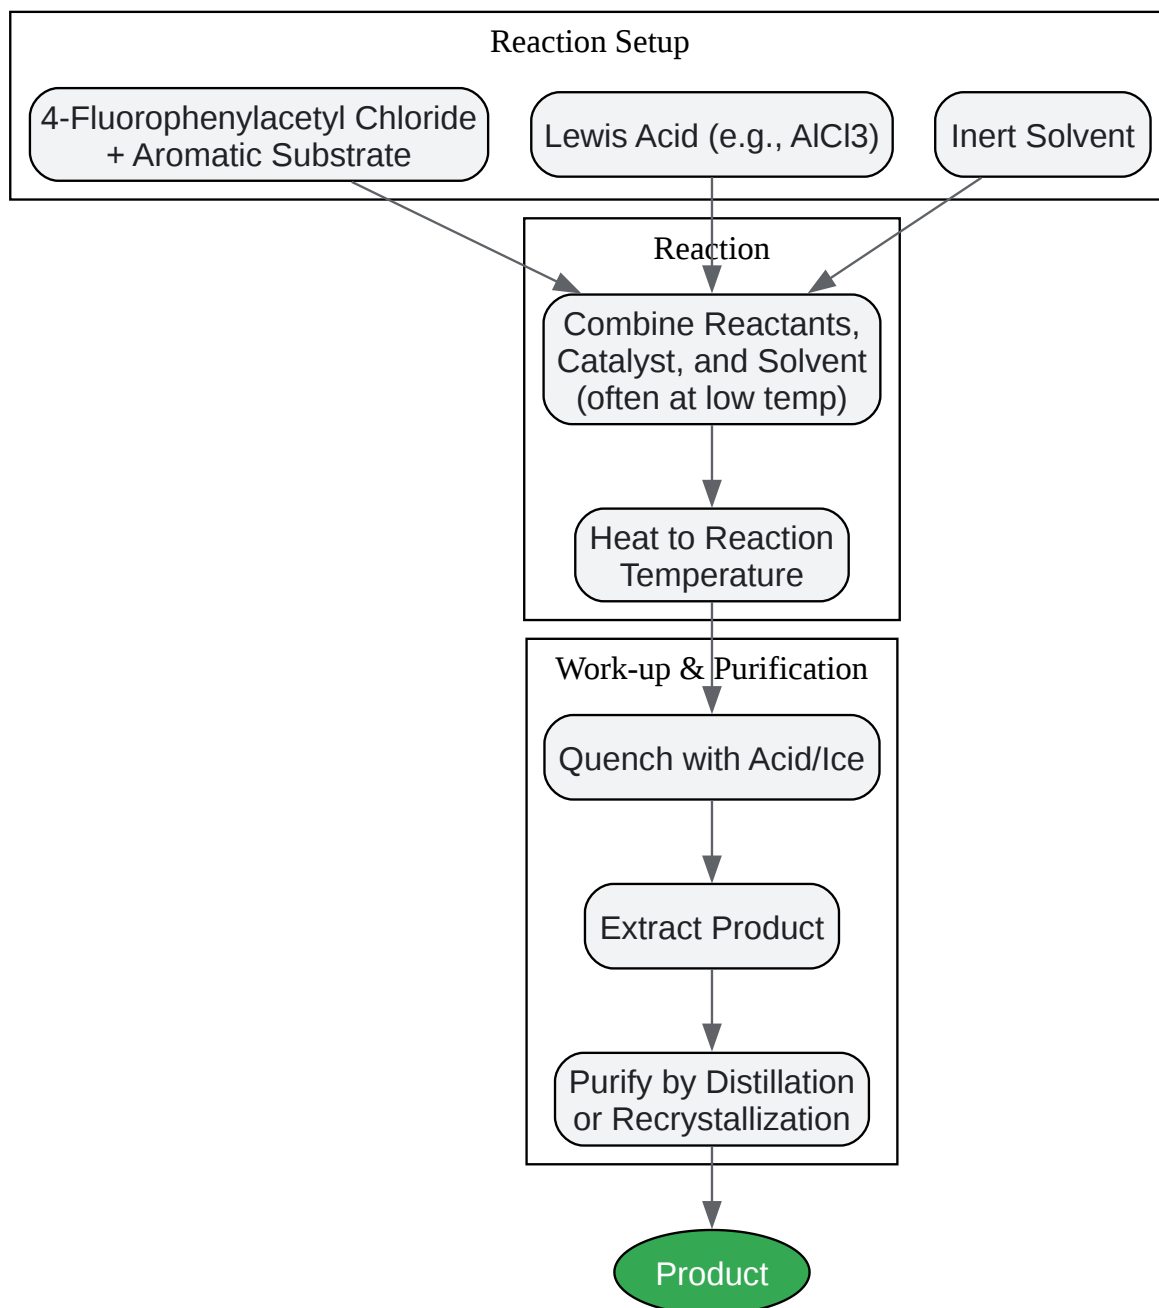 Reaction Setup
4-Fluorophenylacetyl Chloride
+ Aromatic Substrate
Lewis Acid (e.g., AlCl3)
Inert Solvent
Reaction
Combine Reactants,
Catalyst, and Solvent
(often at low temp)
Heat to Reaction
Temperature
Work-up & Purification
Quench with Acid/Ice
Extract Product
Purify by Distillation
or Recrystallization
Product